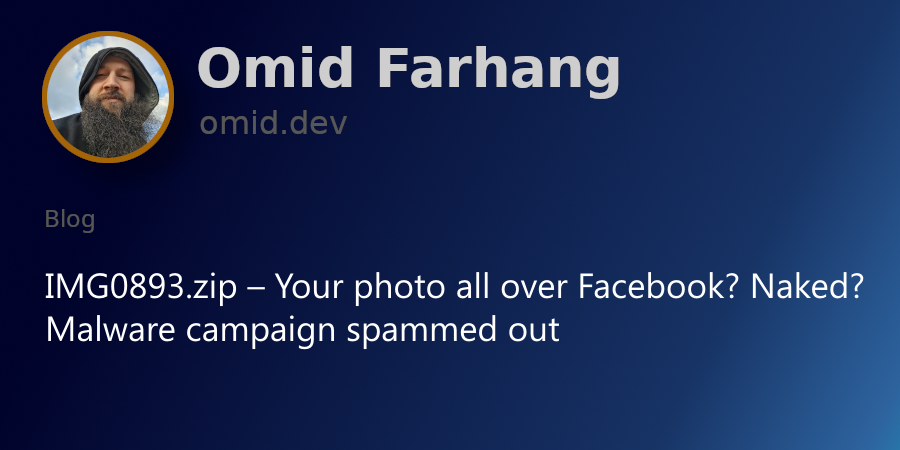 Omid Farhang
omid.dev
Blog
IMG0893.zip – Your photo all over Facebook? Naked?
Malware campaign spammed out